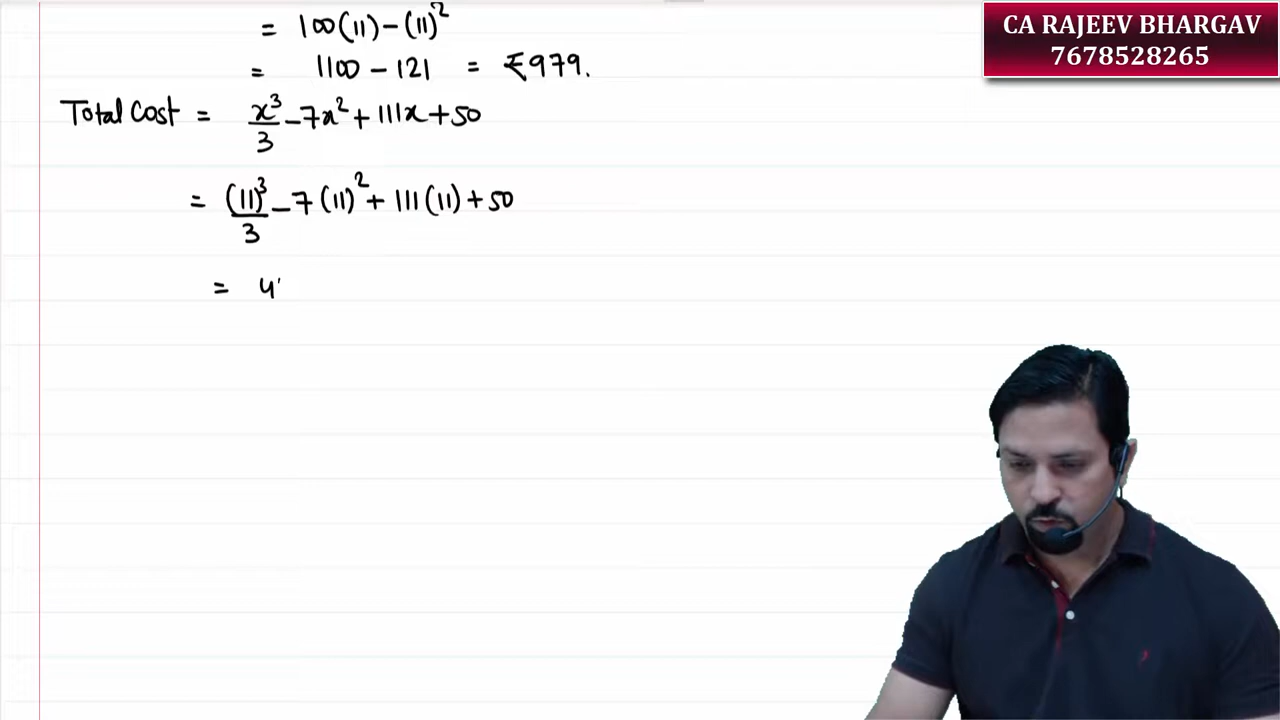 = 100(11) - (11)²
= 1100 - 121 = ₹979.
Total Cost = x³/3 - 7x² + 111x + 50
= (11)³/3 - 7(11)² + 111(11) + 50
= 4
CA RAJEEV BHARGAV
7678528265